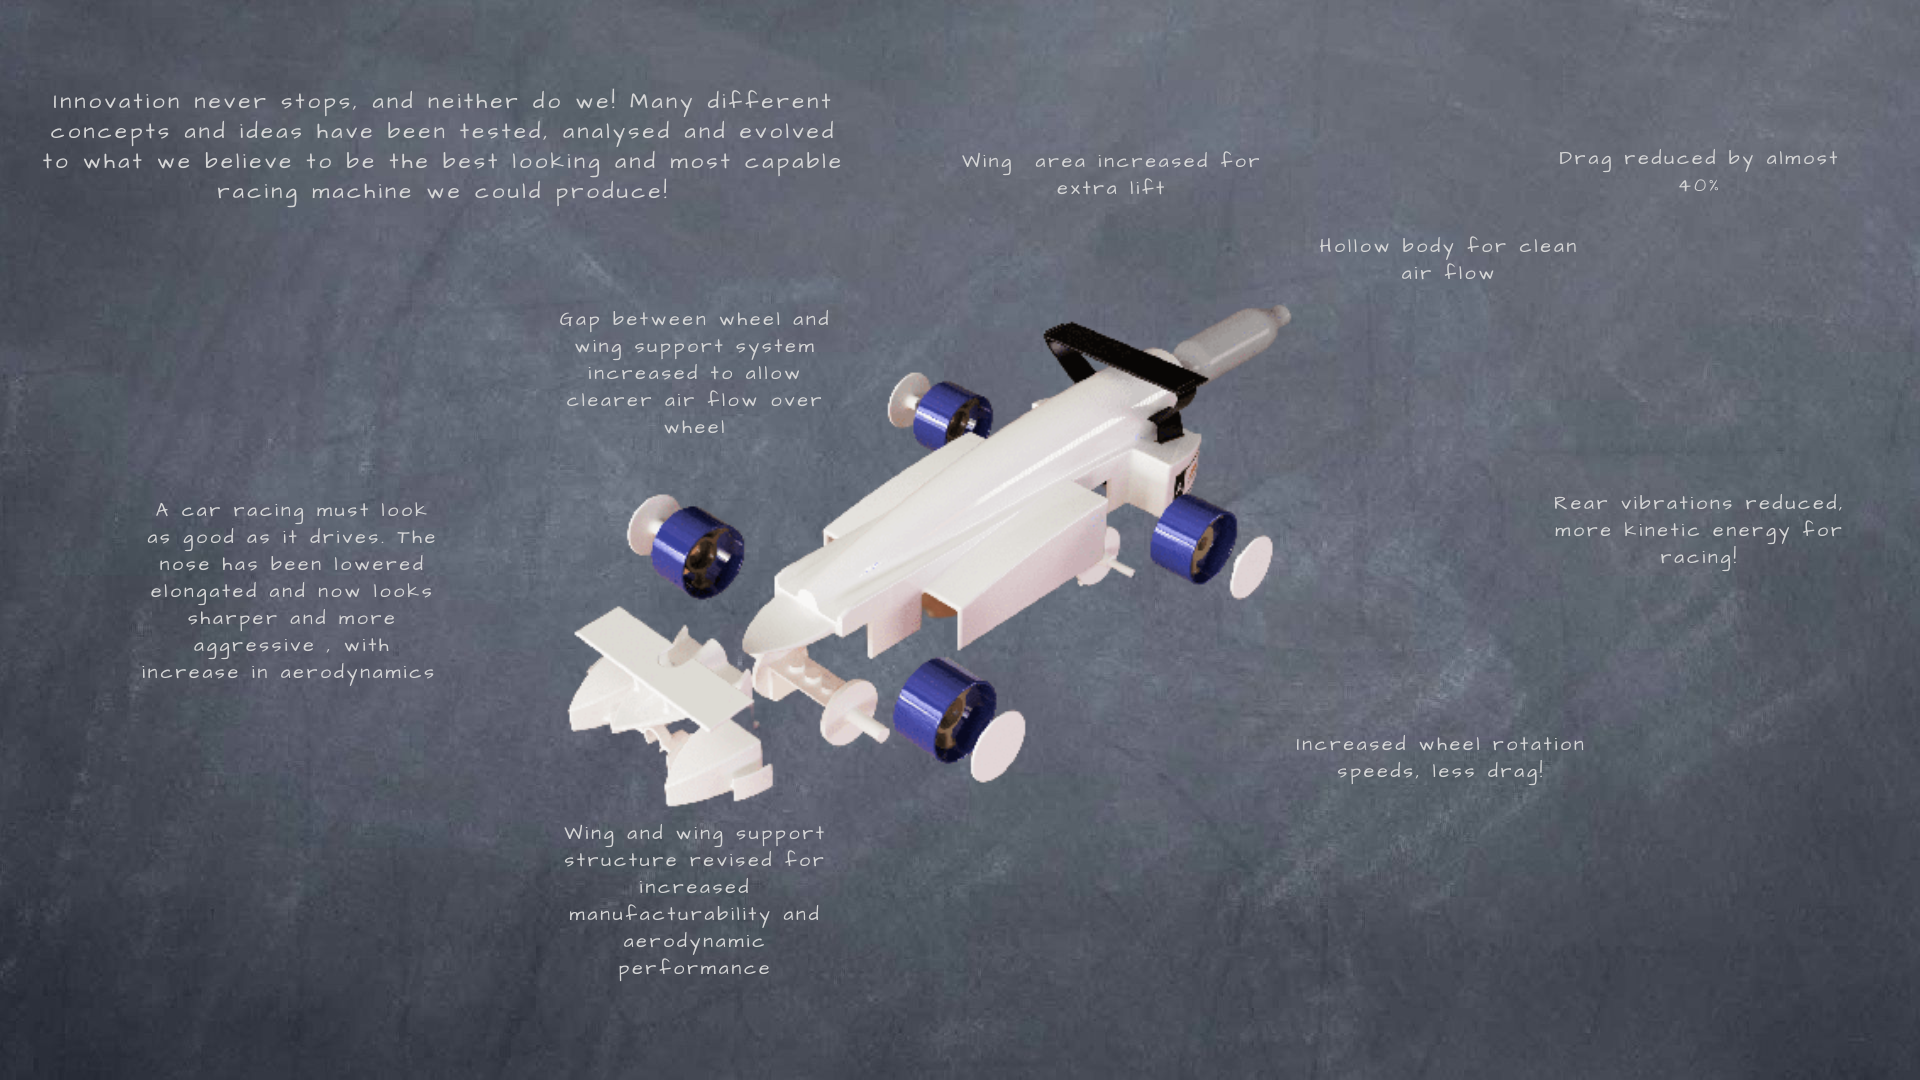 Innovation never stops, and neither do we! Many different
concepts and ideas have been tested, analysed and evolved
to what we believe to be the best looking and most capable
racing machine we could produce!
Wing area increased for
extra lift
Drag reduced by almost
40%
Hollow body for clean
air flow
Gap between wheel and
wing support system
increased to allow
clearer air flow over
wheel
A car racing must look
as good as it drives. The
nose has been lowered
elongated and now looks
sharper and more
aggressive , with
increase in aerodynamics
Rear vibrations reduced,
more kinetic energy for
racing!
Increased wheel rotation
speeds, less drag!
Wing and wing support
structure revised for
increased
manufacturability and
aerodynamic
performance